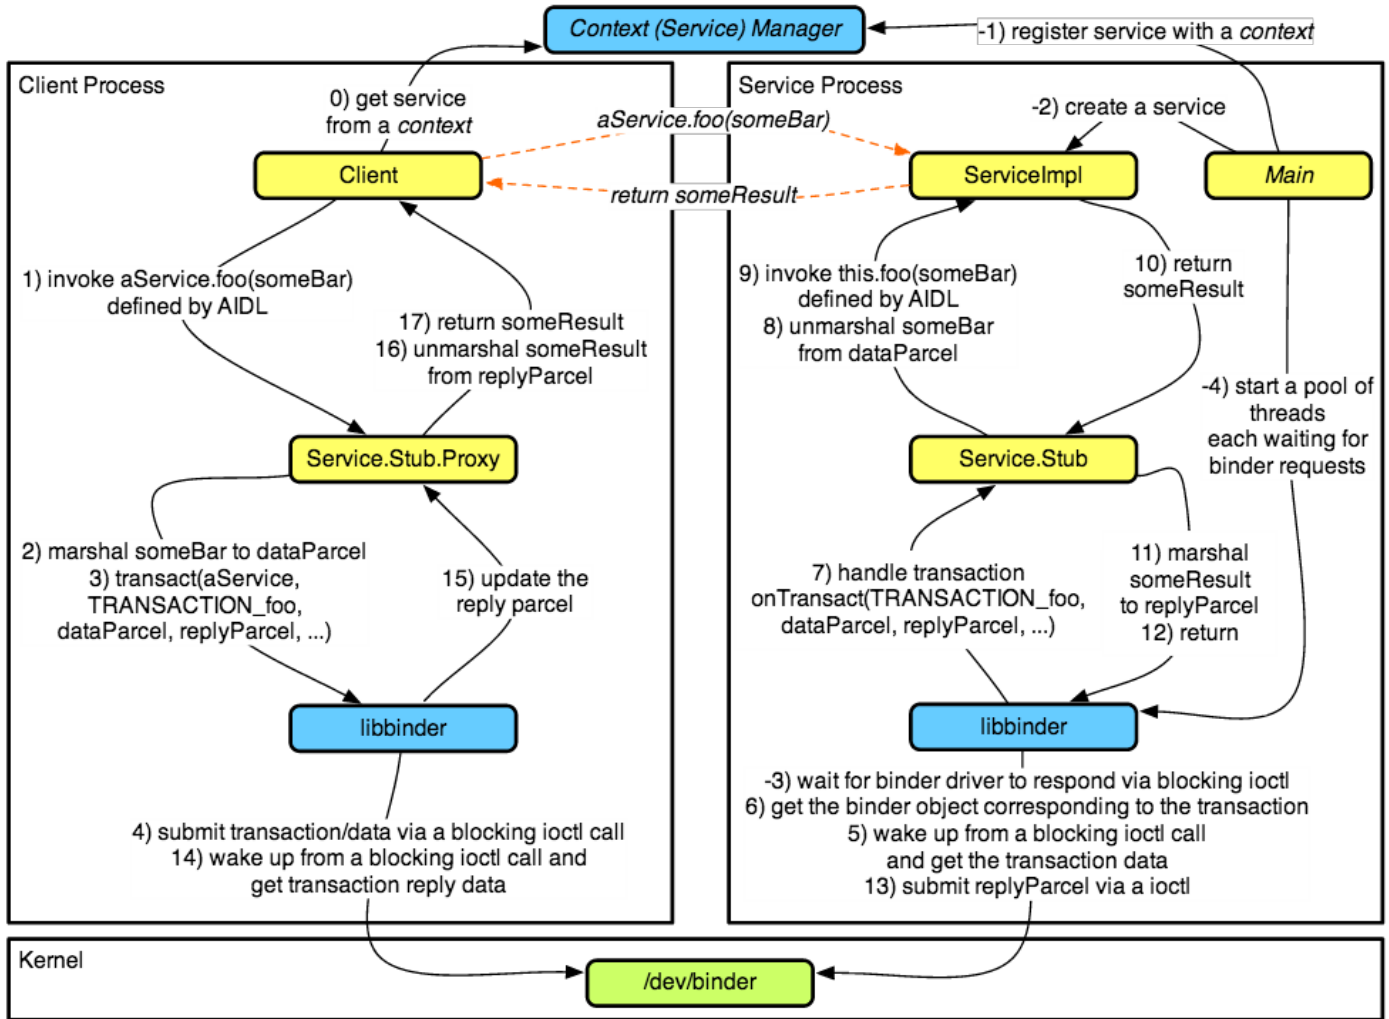 Context (Service) Manager
-1) register service with a context
Client Process
Service Process
0) get service
from a context
aService.foo(someBar)
-2) create a service
Client
ServiceImpl
Main
return someResult
1) invoke aService.foo(someBar)
defined by AIDL
17) return someResult
16) unmarshal someResult
from replyParcel
9) invoke this.foo(someBar)
defined by AIDL
8) unmarshal someBar
from dataParcel
10) return
someResult
-4) start a pool of
threads
each waiting for
binder requests
Service.Stub.Proxy
Service.Stub
2) marshal someBar to dataParcel
3) transact(aService,
TRANSACTION_foo,
dataParcel, replyParcel, ...)
15) update the
reply parcel
7) handle transaction
onTransact(TRANSACTION_foo,
dataParcel, replyParcel, ...)
11) marshal
someResult
to replyParcel
12) return
libbinder
libbinder
4) submit transaction/data via a blocking ioctl call
14) wake up from a blocking ioctl call and
get transaction reply data
-3) wait for binder driver to respond via blocking ioctl
6) get the binder object corresponding to the transaction
5) wake up from a blocking ioctl call
and get the transaction data
13) submit replyParcel via a ioctl
Kernel
/dev/binder